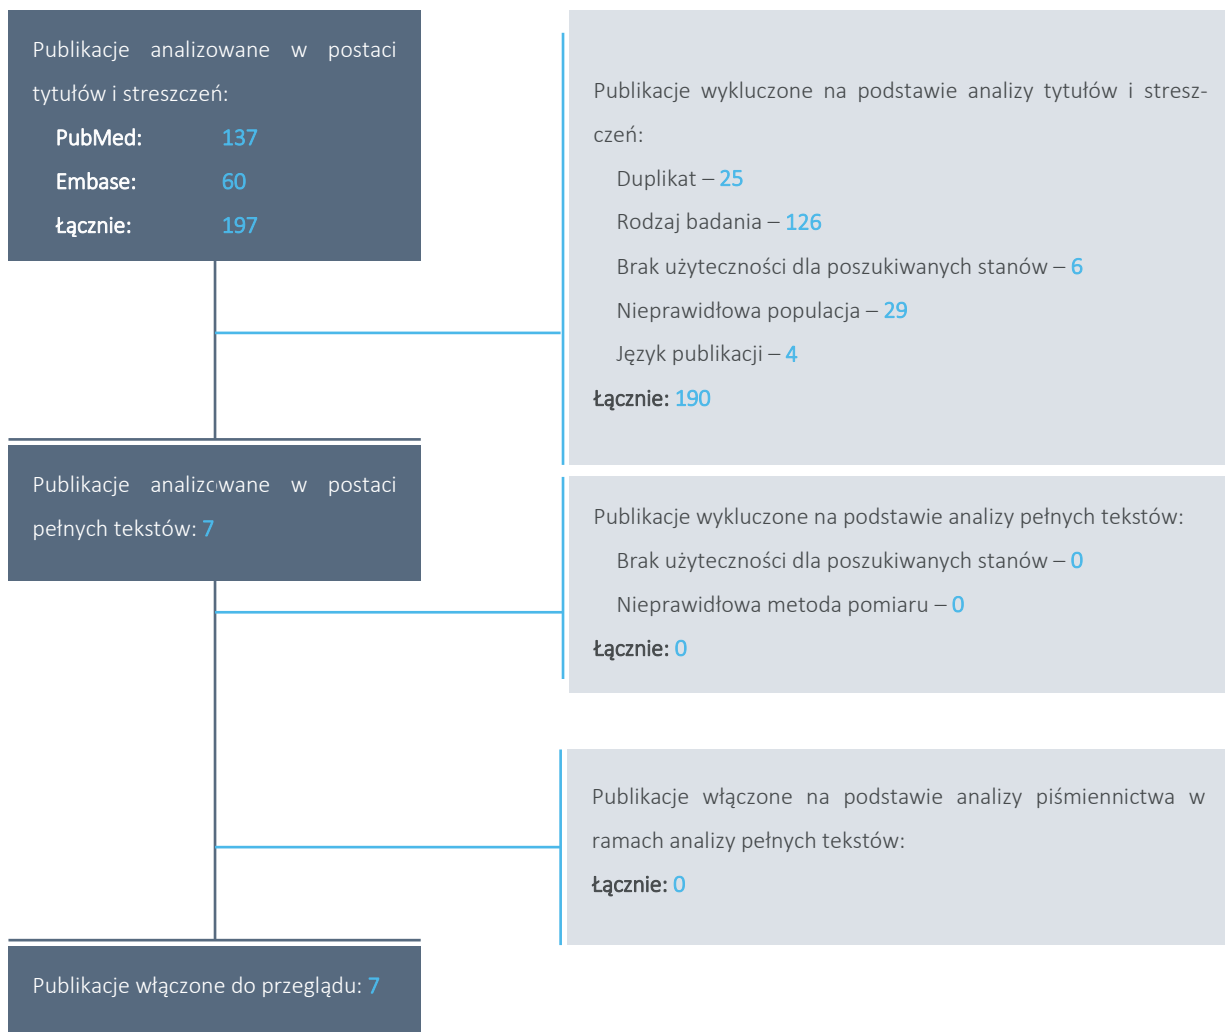 Publikacje analizowane w postaci
tytułów i streszczeń:
PubMed: 137
Embase: 60
Łącznie: 197
Publikacje wykluczone na podstawie analizy tytułów i stresz-
czeń:
Duplikat – 25
Rodzaj badania – 126
Brak użyteczności dla poszukiwanych stanów – 6
Nieprawidłowa populacja – 29
Język publikacji – 4
Łącznie: 190
Publikacje analizowane w postaci
pełnych tekstów: 7
Publikacje wykluczone na podstawie analizy pełnych tekstów:
Brak użyteczności dla poszukiwanych stanów – 0
Nieprawidłowa metoda pomiaru – 0
Łącznie: 0
Publikacje włączone na podstawie analizy piśmiennictwa w
ramach analizy pełnych tekstów:
Łącznie: 0
Publikacje włączone do przeglądu: 7